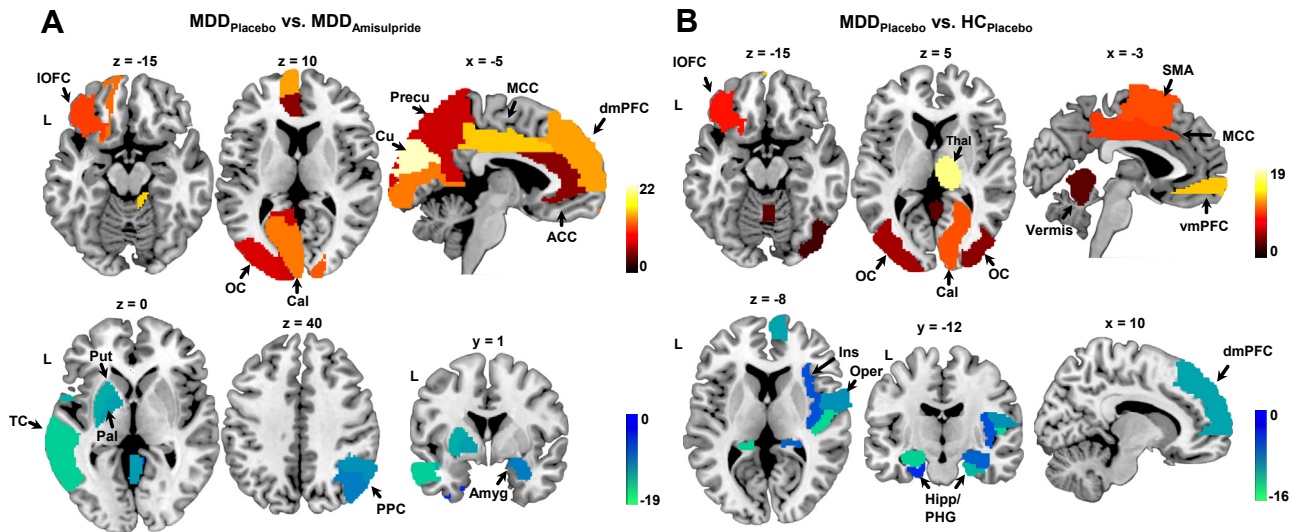 A
MDDPlacebo vs. MDDAmisulpride
z = -15
z = 10
x = -5
lOFC
L
Precu
MCC
dmPFC
Cu
ACC
OC
Cal
22
0
z = 0
z = 40
y = 1
L
L
Put
Pal
TC
PPC
Amyg
0
-19
B
MDDPlacebo vs. HCPlacebo
z = -15
z = 5
x = -3
lOFC
L
Thal
SMA
MCC
Vermis
vmPFC
OC
Cal
OC
19
0
z = -8
y = -12
x = 10
L
L
Ins
Oper
dmPFC
Hipp/
PHG
0
-16